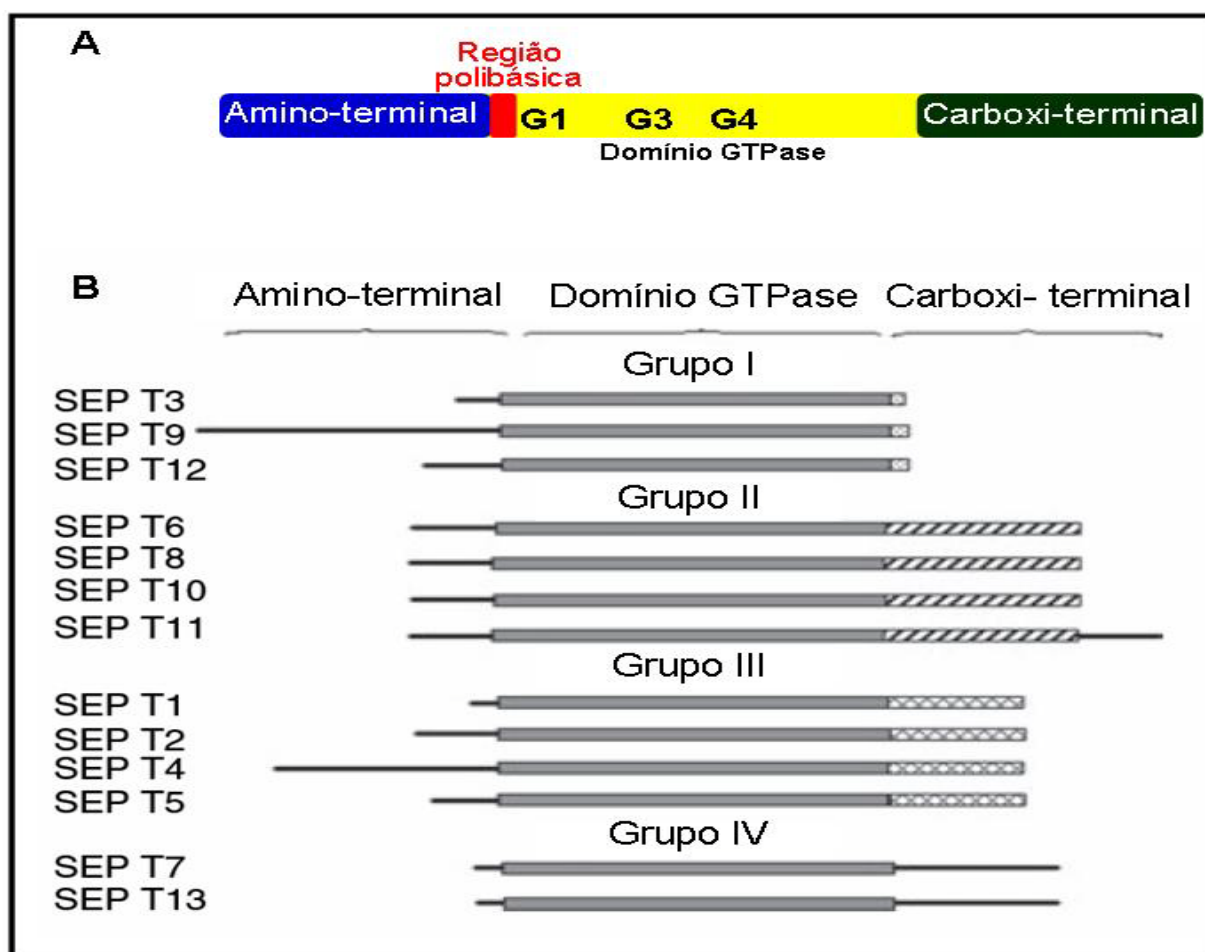 A
Região
polibásica
Amino-terminal G1 G3 G4 Carboxi-terminal
Domínio GTPase
B
Amino-terminal Domínio GTPase Carboxi- terminal
Grupo I
SEP T3
SEP T9
SEP T12
Grupo II
SEP T6
SEP T8
SEP T10
SEP T11
Grupo III
SEP T1
SEP T2
SEP T4
SEP T5
Grupo IV
SEP T7
SEP T13